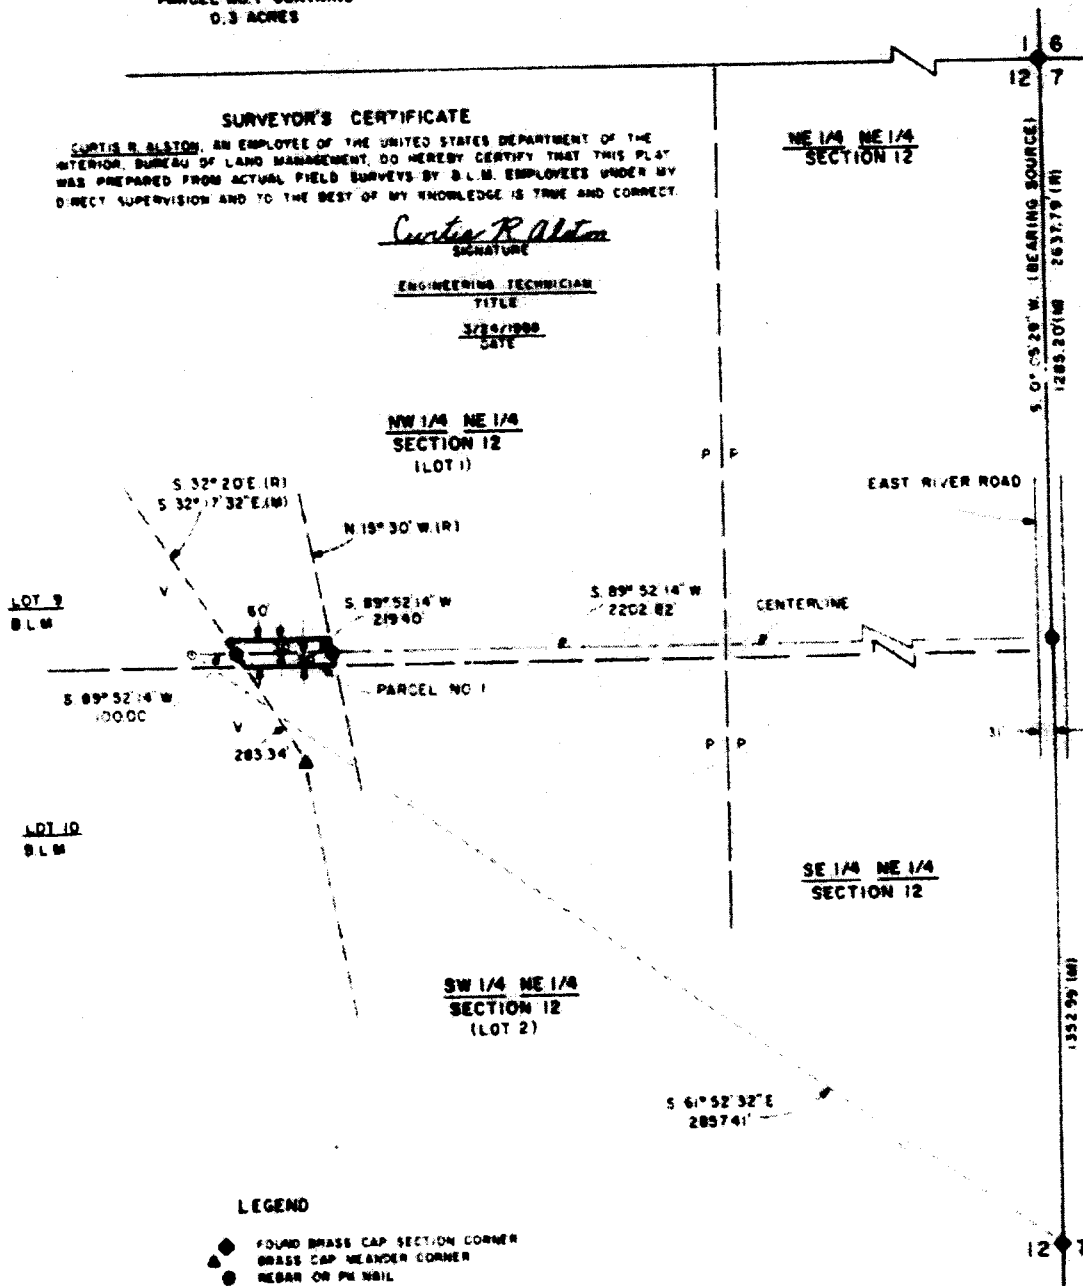 0.3 ACRES
1 6
12 7
SURVEYOR'S CERTIFICATE
CURTIS R. ALSTON, AN EMPLOYEE OF THE UNITED STATES DEPARTMENT OF THE
INTERIOR, BUREAU OF LAND MANAGEMENT, DO HEREBY CERTIFY THAT THIS PLAT
WAS PREPARED FROM ACTUAL FIELD SURVEYS BY B.L.M. EMPLOYEES UNDER MY
DIRECT SUPERVISION AND TO THE BEST OF MY KNOWLEDGE IS TRUE AND CORRECT.
Curtis R Alston
SIGNATURE
ENGINEERING TECHNICIAN
TITLE
DATE
NE 1/4 NE 1/4
SECTION 12
(BEARING SOURCE)
2637.79' (R)
1285.20' (M)
NW 1/4 NE 1/4
SECTION 12
(LOT 1)
P P
EAST RIVER ROAD
S. 32° 20' E. (R)
S. 32° 17' 32" E. (M)
N. 15° 30' W. (R)
LOT 9
B.L.M
V
60'
S. 89° 52' 14" W
219.40'
S. 89° 52' 14" W
2202.82'
CENTERLINE
PARCEL NO. 1
S. 89° 52' 14" W
100.00
V
283.34'
P P
31'
LOT 10
B.L.M
SE 1/4 NE 1/4
SECTION 12
SW 1/4 NE 1/4
SECTION 12
(LOT 2)
1352.99' (M)
S 61° 52' 32" E
2857.41'
LEGEND
FOUND BRASS CAP SECTION CORNER
BRASS CAP MEANDER CORNER
REBAR OR PK NAIL
12